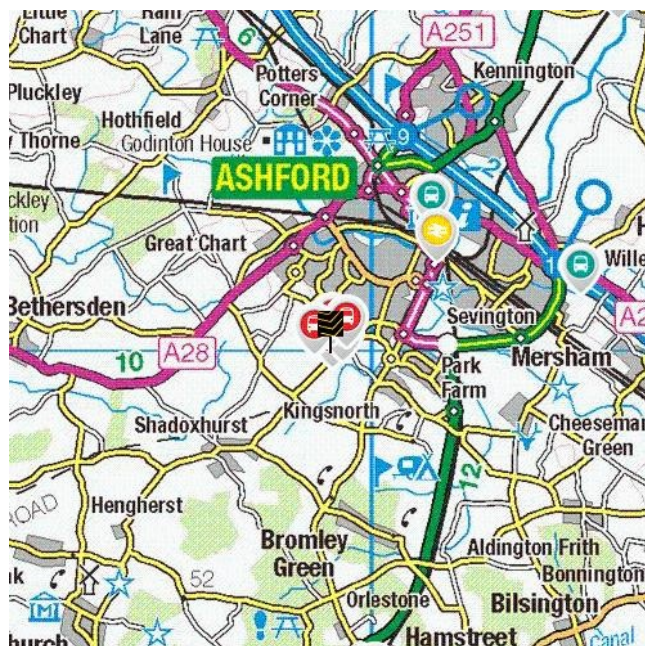 Chart
Lane
6
A251
Kennington
Potters
Corner
Pluckley
Hothfield
Thorne
Godinton House
9
2
ASHFORD
Great Chart
Wille
Bethersden
Sevington
10
A28
Mersham
Park
Farm
Kingsnorth
Shadoxhurst
Cheeseman
Green
12
Hengherst
Bromley
Green
Aldington Frith
Bonnington
52
Orlestone
Bilsington
Hamstreet
canal